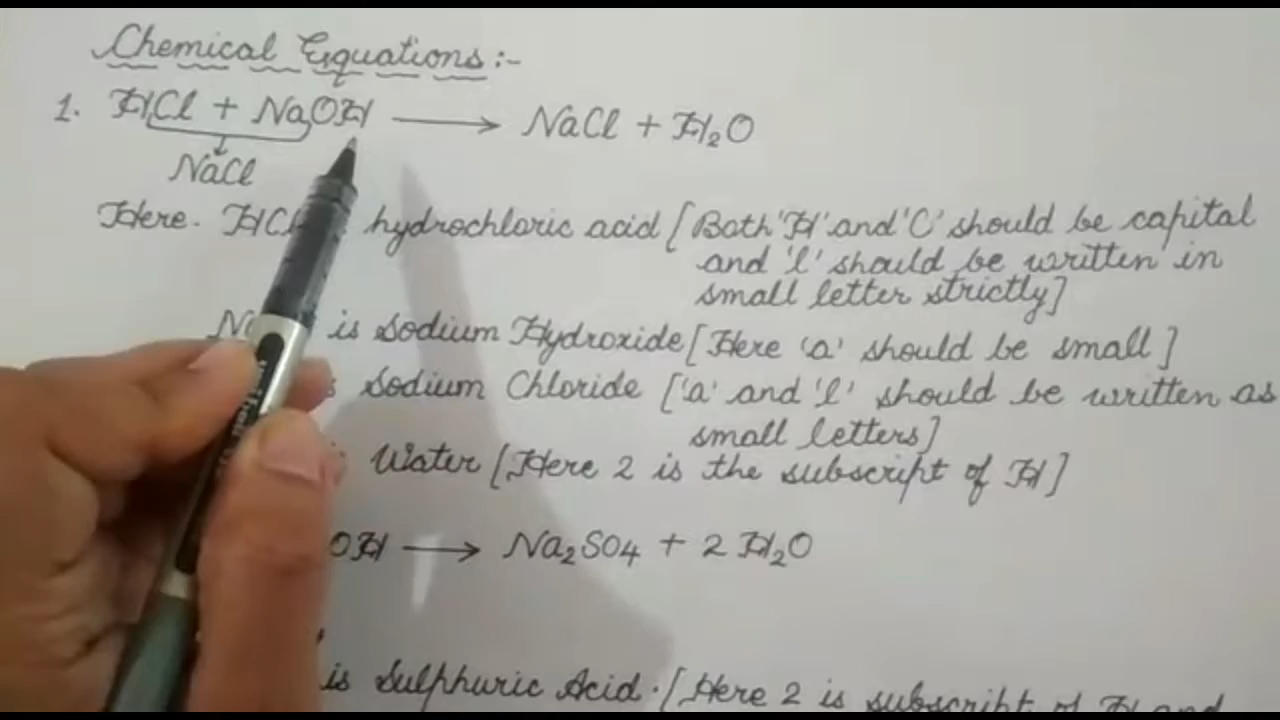 Chemical Equations :-
1. HCl + NaOH ⟶ NaCl + H₂O
NaCl
Here. HCl hydrochloric acid [Both 'H' and 'C' should be capital
and 'l' should be written in
small letter strictly]
is Sodium Hydroxide [Here 'a' should be small]
Sodium Chloride ['a' and 'l' should be written as
small letters]
Water [Here 2 is the subscript of H]
OH ⟶ Na₂SO₄ + 2 H₂O
is Sulphuric Acid. [Here 2 is subscript of H and